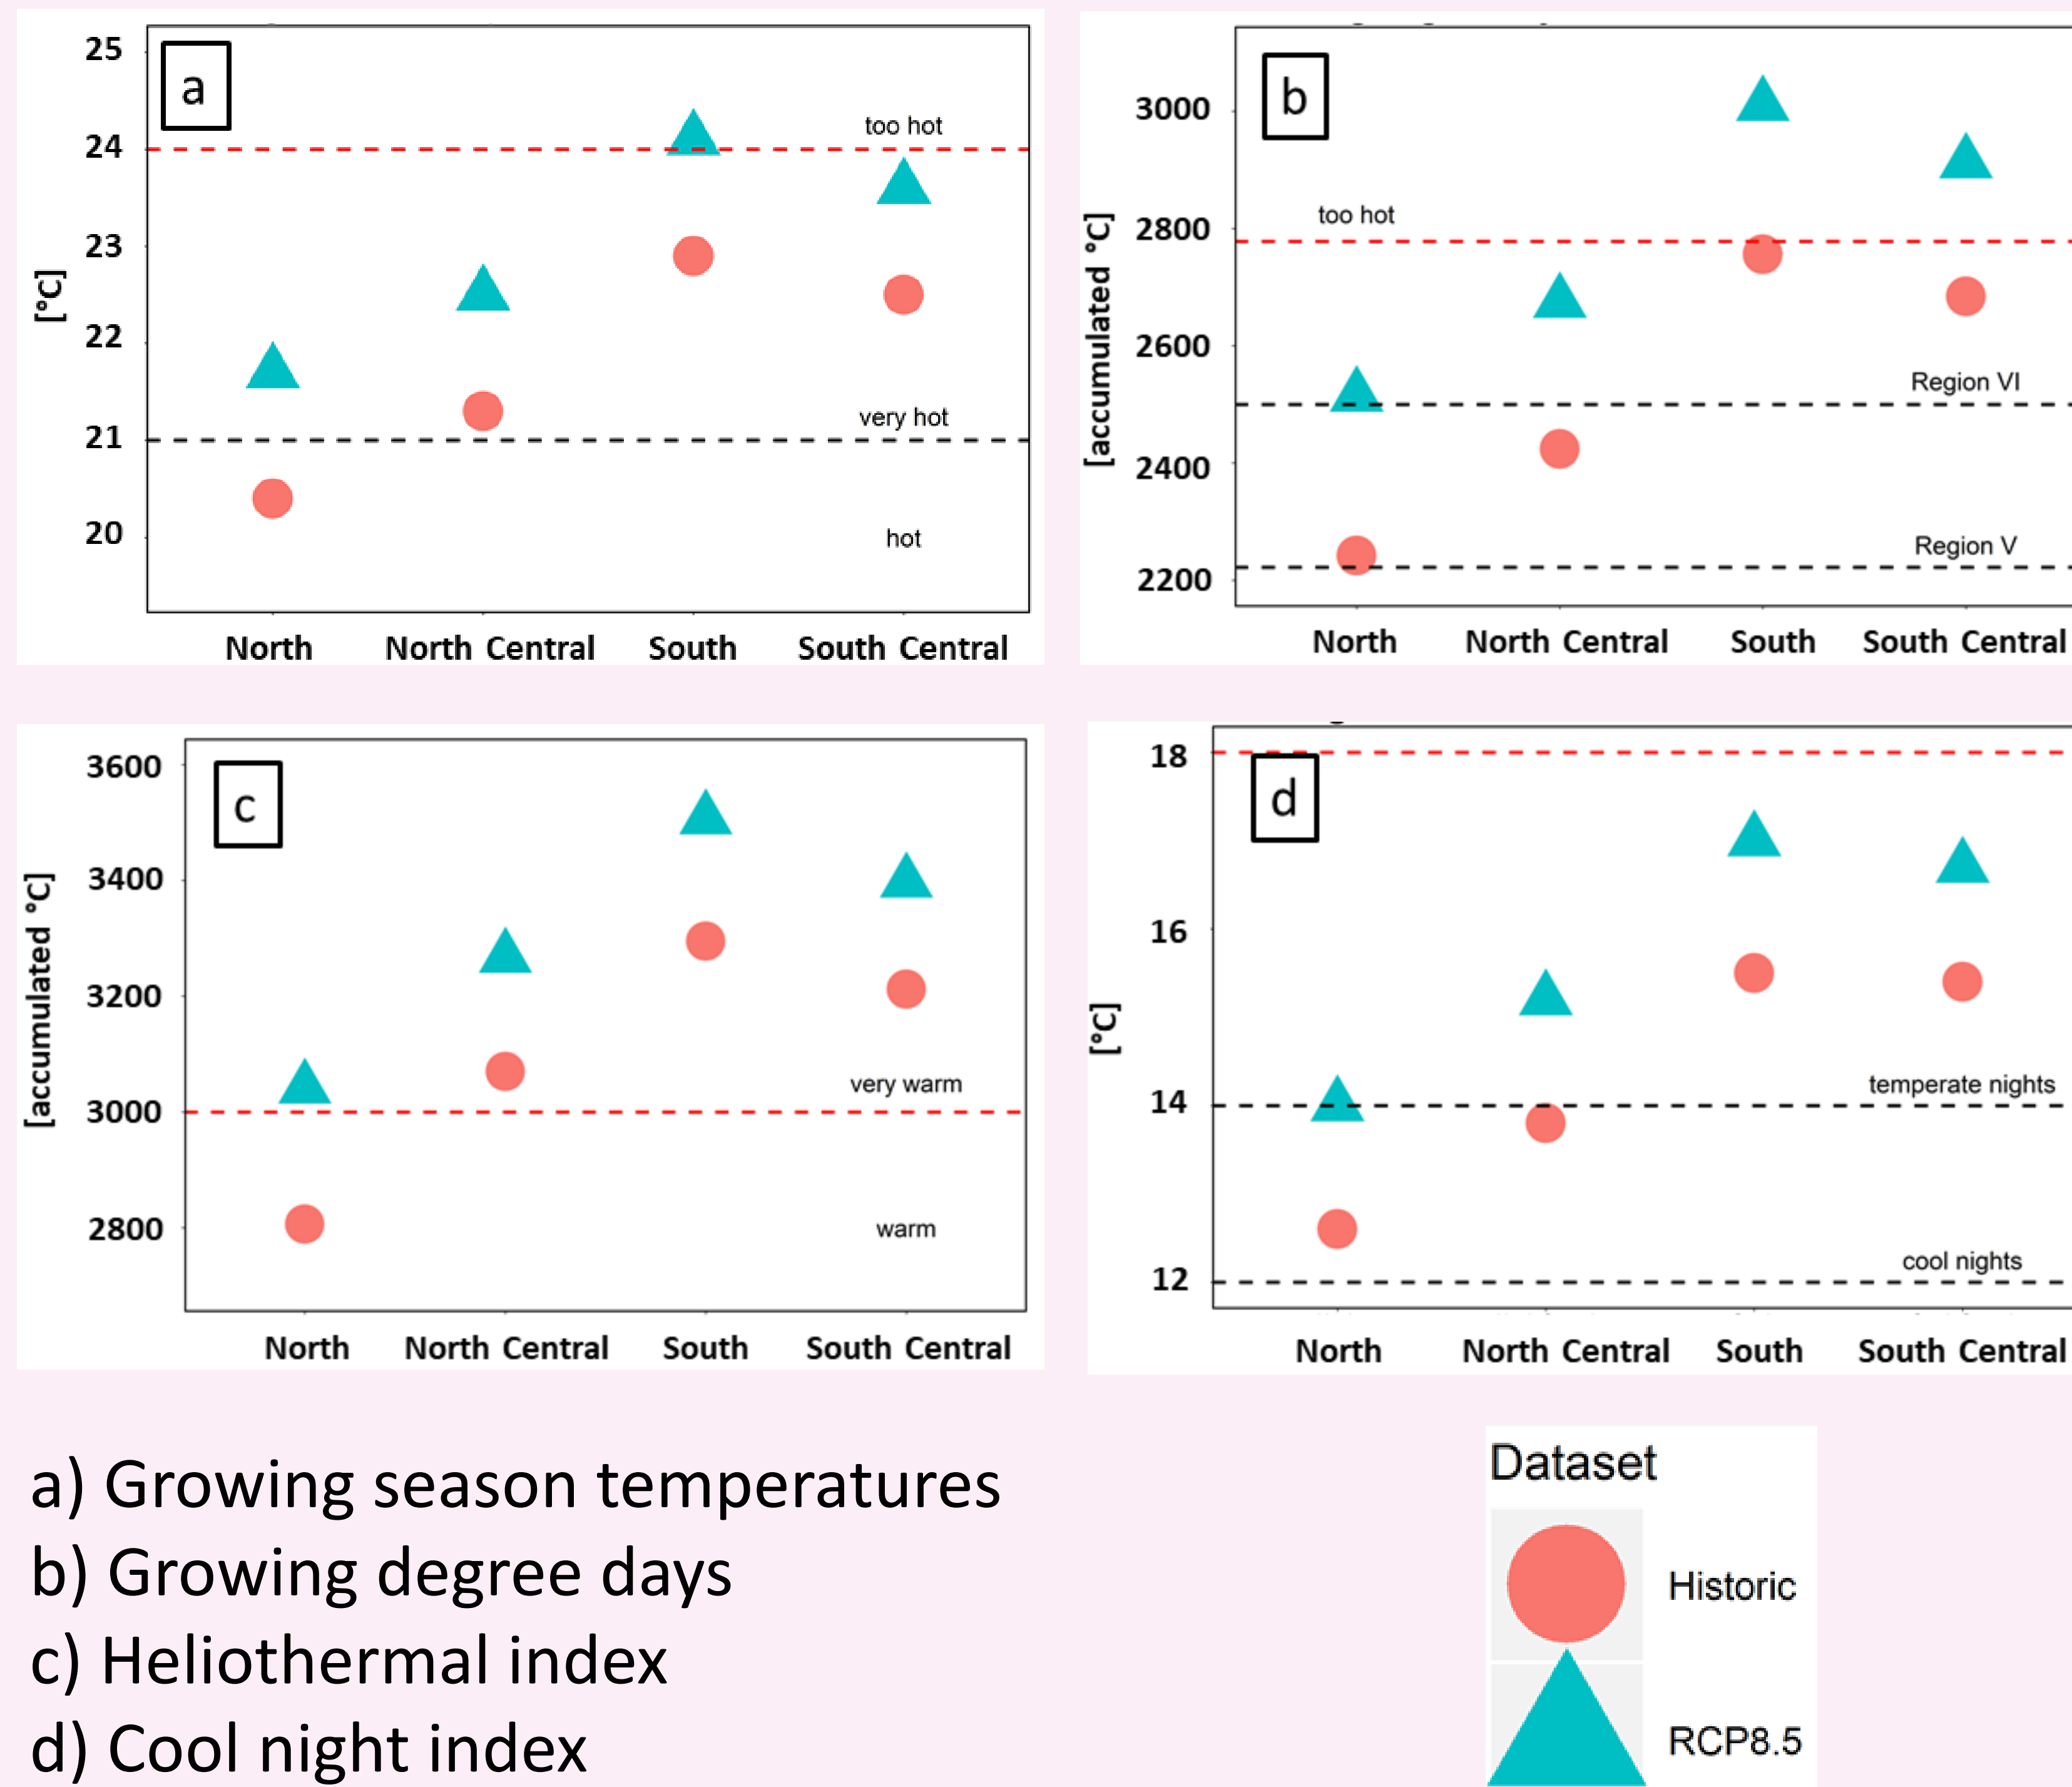 a
25
24
23
22
21
20
[°C]
too hot
very hot
hot
North North Central South South Central
b
3000
2800
2600
2400
2200
[accumulated °C]
too hot
Region VI
Region V
North North Central South South Central
c
3600
3400
3200
3000
2800
[accumulated °C]
very warm
warm
North North Central South South Central
d
18
16
14
12
[°C]
temperate nights
cool nights
North North Central South South Central
a) Growing season temperatures
b) Growing degree days
c) Heliothermal index
d) Cool night index
Dataset
Historic
RCP8.5